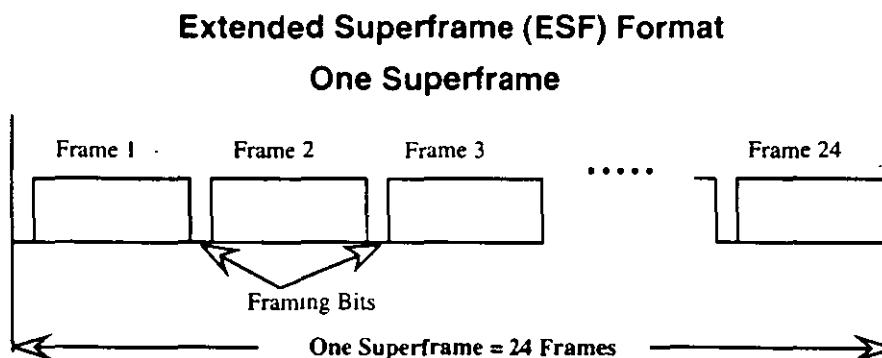 Extended Superframe (ESF) Format
One Superframe
Frame 1 Frame 2 Frame 3 ..... Frame 24
Framing Bits
One Superframe = 24 Frames